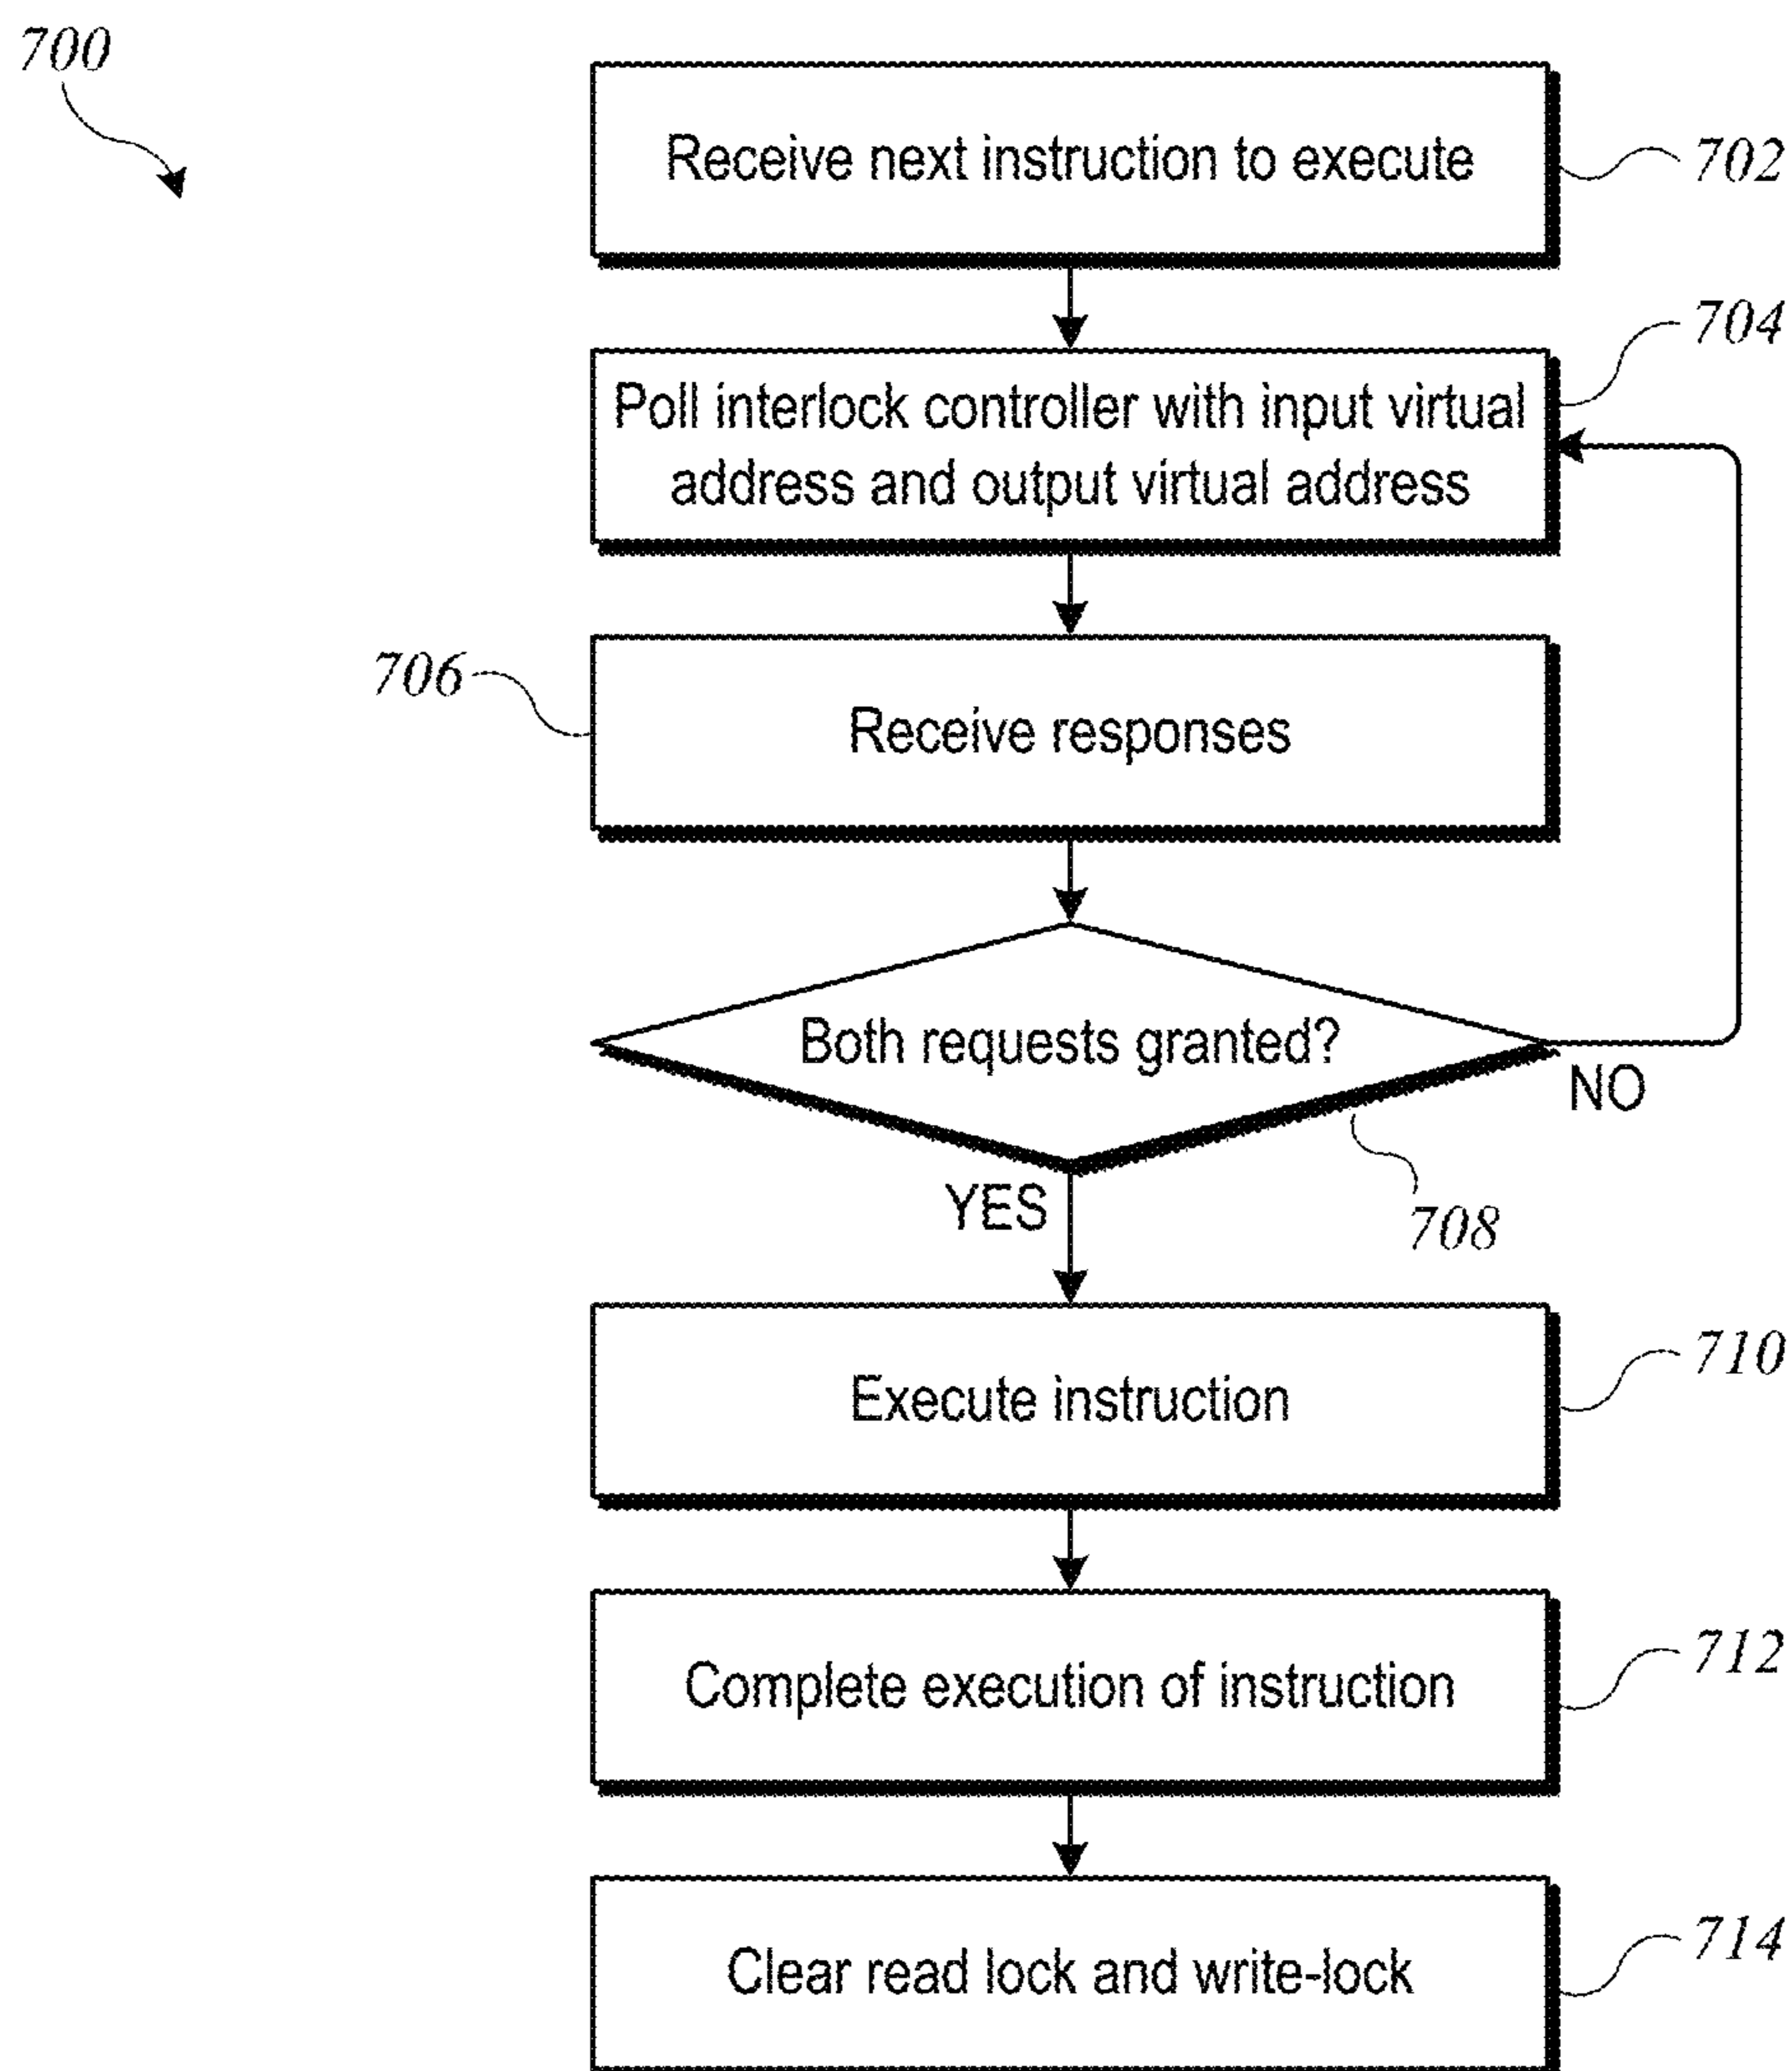 700
Receive next instruction to execute
702
704
Poll interlock controller with input virtual
address and output virtual address
706
Receive responses
Both requests granted?
NO
YES
708
710
Execute instruction
712
Complete execution of instruction
714
Clear read lock and write-lock